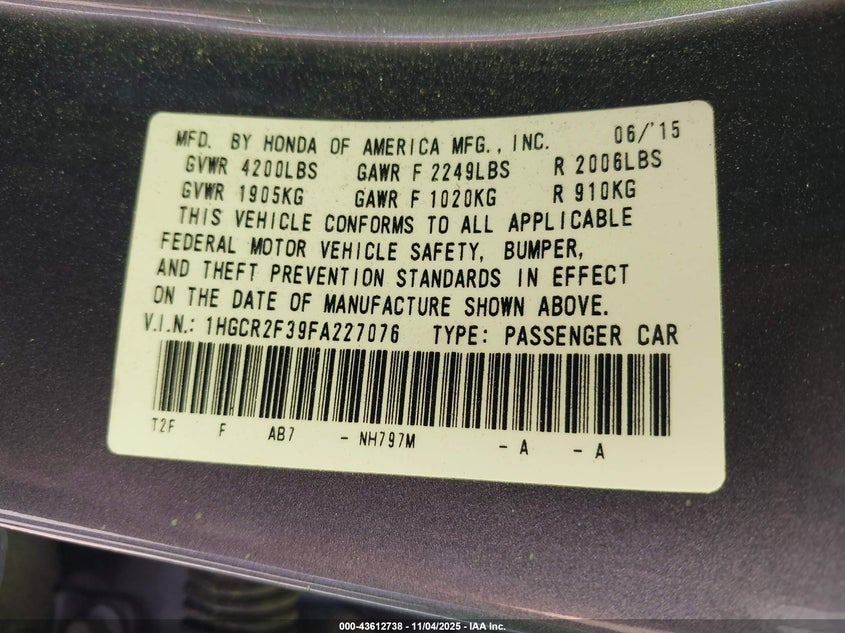 MFD. BY HONDA OF AMERICA MFG., INC. 06/'15
GVWR 4200LBS GAWR F 2249LBS R 2006LBS
GVWR 1905KG GAWR F 1020KG R 910KG
THIS VEHICLE CONFORMS TO ALL APPLICABLE
FEDERAL MOTOR VEHICLE SAFETY, BUMPER,
AND THEFT PREVENTION STANDARDS IN EFFECT
ON THE DATE OF MANUFACTURE SHOWN ABOVE.
V.I.N.: 1HGCR2F39FA227076 TYPE: PASSENGER CAR
T2F F AB7 - NH797M - A - A
000-43612738 - 11/04/2025 - IAA Inc.